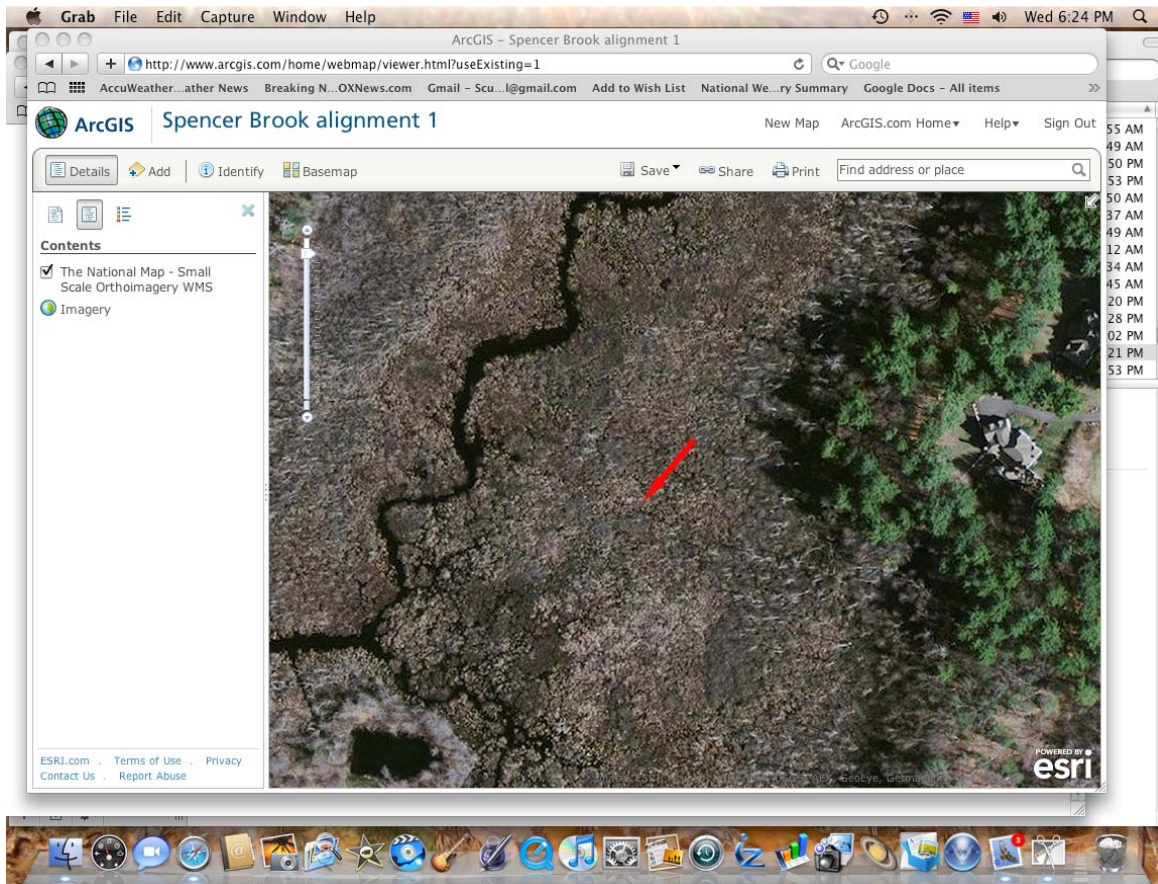 Grab File Edit Capture Window Help Wed 6:24 PM
ArcGIS – Spencer Brook alignment 1
http://www.arcgis.com/home/webmap/viewer.html?useExisting=1 Google
AccuWeather...ather News Breaking N...OXNews.com Gmail – Scu...l@gmail.com Add to Wish List National We...ry Summary Google Docs – All items
ArcGIS Spencer Brook alignment 1 New Map ArcGIS.com Home Help Sign Out
Details Add Identify Basemap Save Share Print Find address or place
Contents
The National Map - Small
Scale Orthoimagery WMS
Imagery
55 AM
49 AM
50 PM
53 PM
50 AM
37 AM
49 AM
12 AM
34 AM
45 AM
20 PM
28 PM
02 PM
21 PM
53 PM
POWERED BY
esri
GeoEye,
ESRI.com . Terms of Use . Privacy
Contact Us . Report Abuse
3